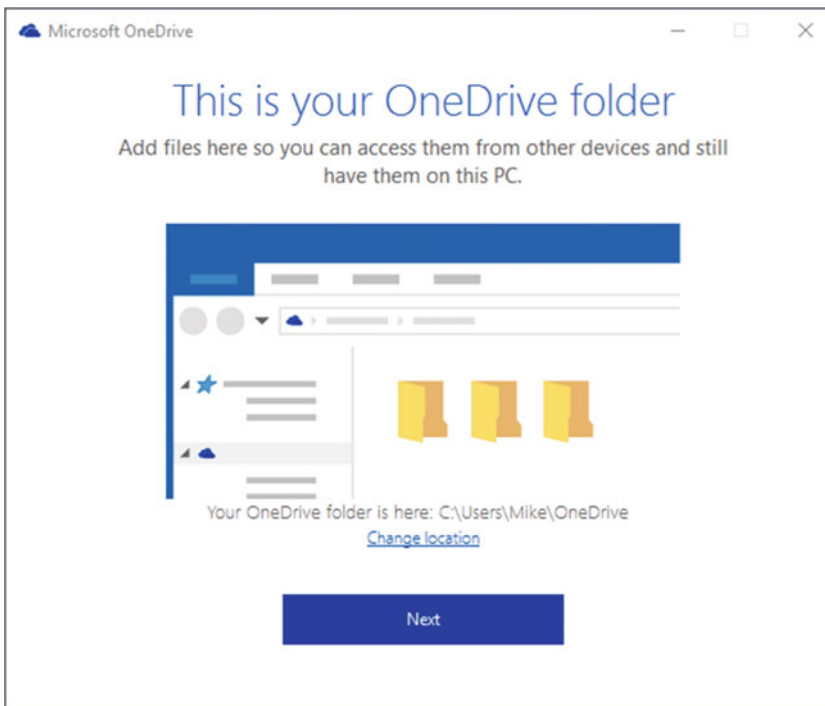 Microsoft OneDrive
This is your OneDrive folder
Add files here so you can access them from other devices and still
have them on this PC.
Your OneDrive folder is here: C:\Users\Mike\OneDrive
Change location
Next